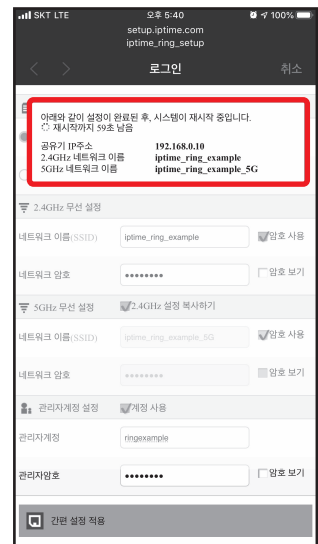 SKT LTE 오후 5:40 100%
setup.iptime.com
iptime_ring_setup
로그인 취소
아래와 같이 설정이 완료된 후, 시스템이 재시작 중입니다.
재시작까지 59초 남음
공유기 IP주소 192.168.0.10
2.4GHz 네트워크 이름 iptime_ring_example
5GHz 네트워크 이름 iptime_ring_example_5G
2.4GHz 무선 설정
네트워크 이름(SSID) iptime_ring_example 암호 사용
네트워크 암호 ●●●●●●●● 암호 보기
5GHz 무선 설정 2.4GHz 설정 복사하기
네트워크 이름(SSID) iptime_ring_example_5G 암호 사용
네트워크 암호 ●●●●●●●● 암호 보기
관리자계정 설정 계정 사용
관리자계정 ringexample
관리자암호 ●●●●●●●● 암호 보기
간편 설정 적용